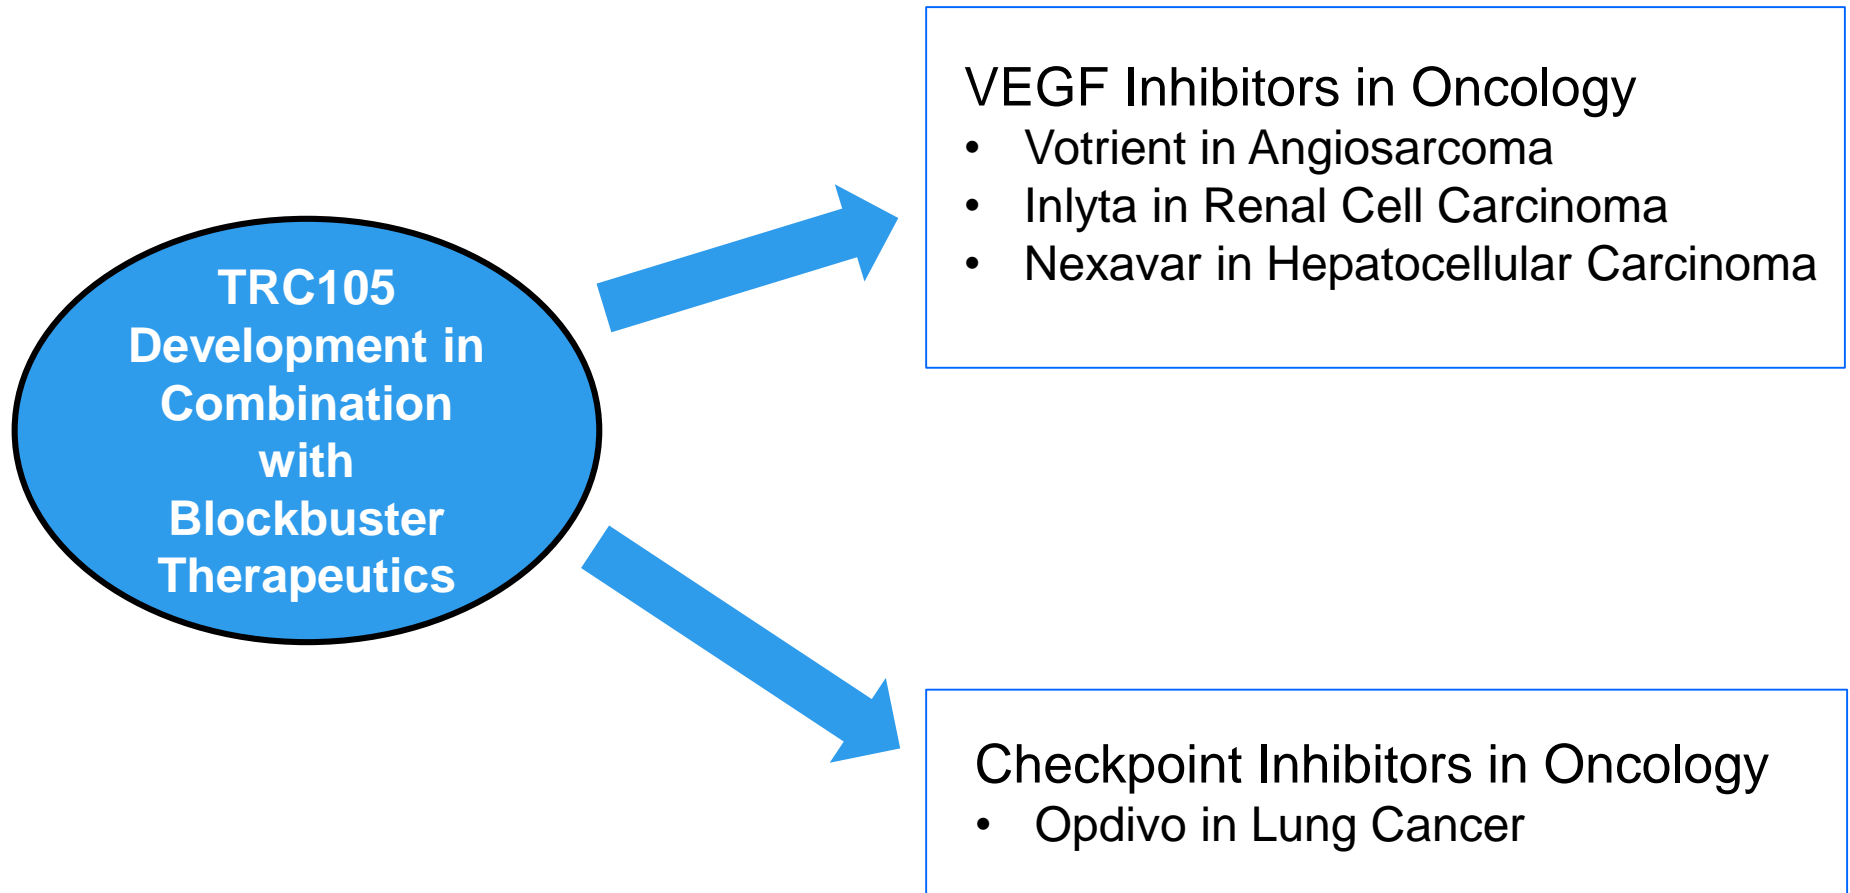 TRC105
Development in
Combination
with
Blockbuster
Therapeutics
VEGF Inhibitors in Oncology
• Votrient in Angiosarcoma
• Inlyta in Renal Cell Carcinoma
• Nexavar in Hepatocellular Carcinoma
Checkpoint Inhibitors in Oncology
• Opdivo in Lung Cancer